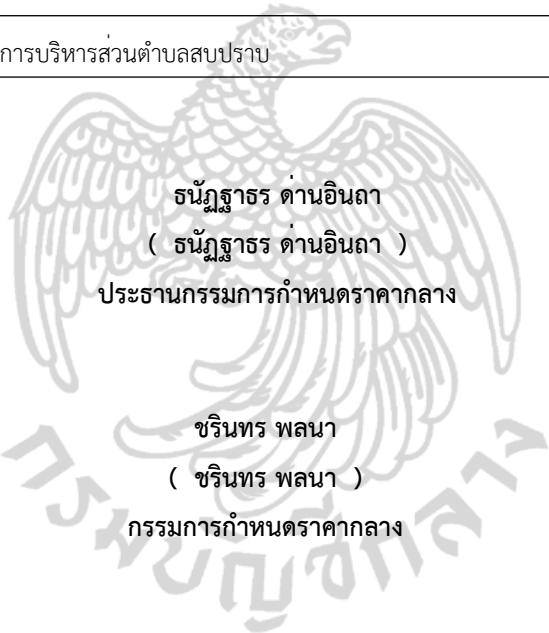 การบริหารส่วนตำบลสบปราบ
ธนัฏฐาธร ด่านอินถา
( ธนัฏฐาธร ด่านอินถา )
ประธานกรรมการกำหนดราคากลาง
ชรินทร พลนา
( ชรินทร พลนา )
กรรมการกำหนดราคากลาง
กรมบัญชีกลาง